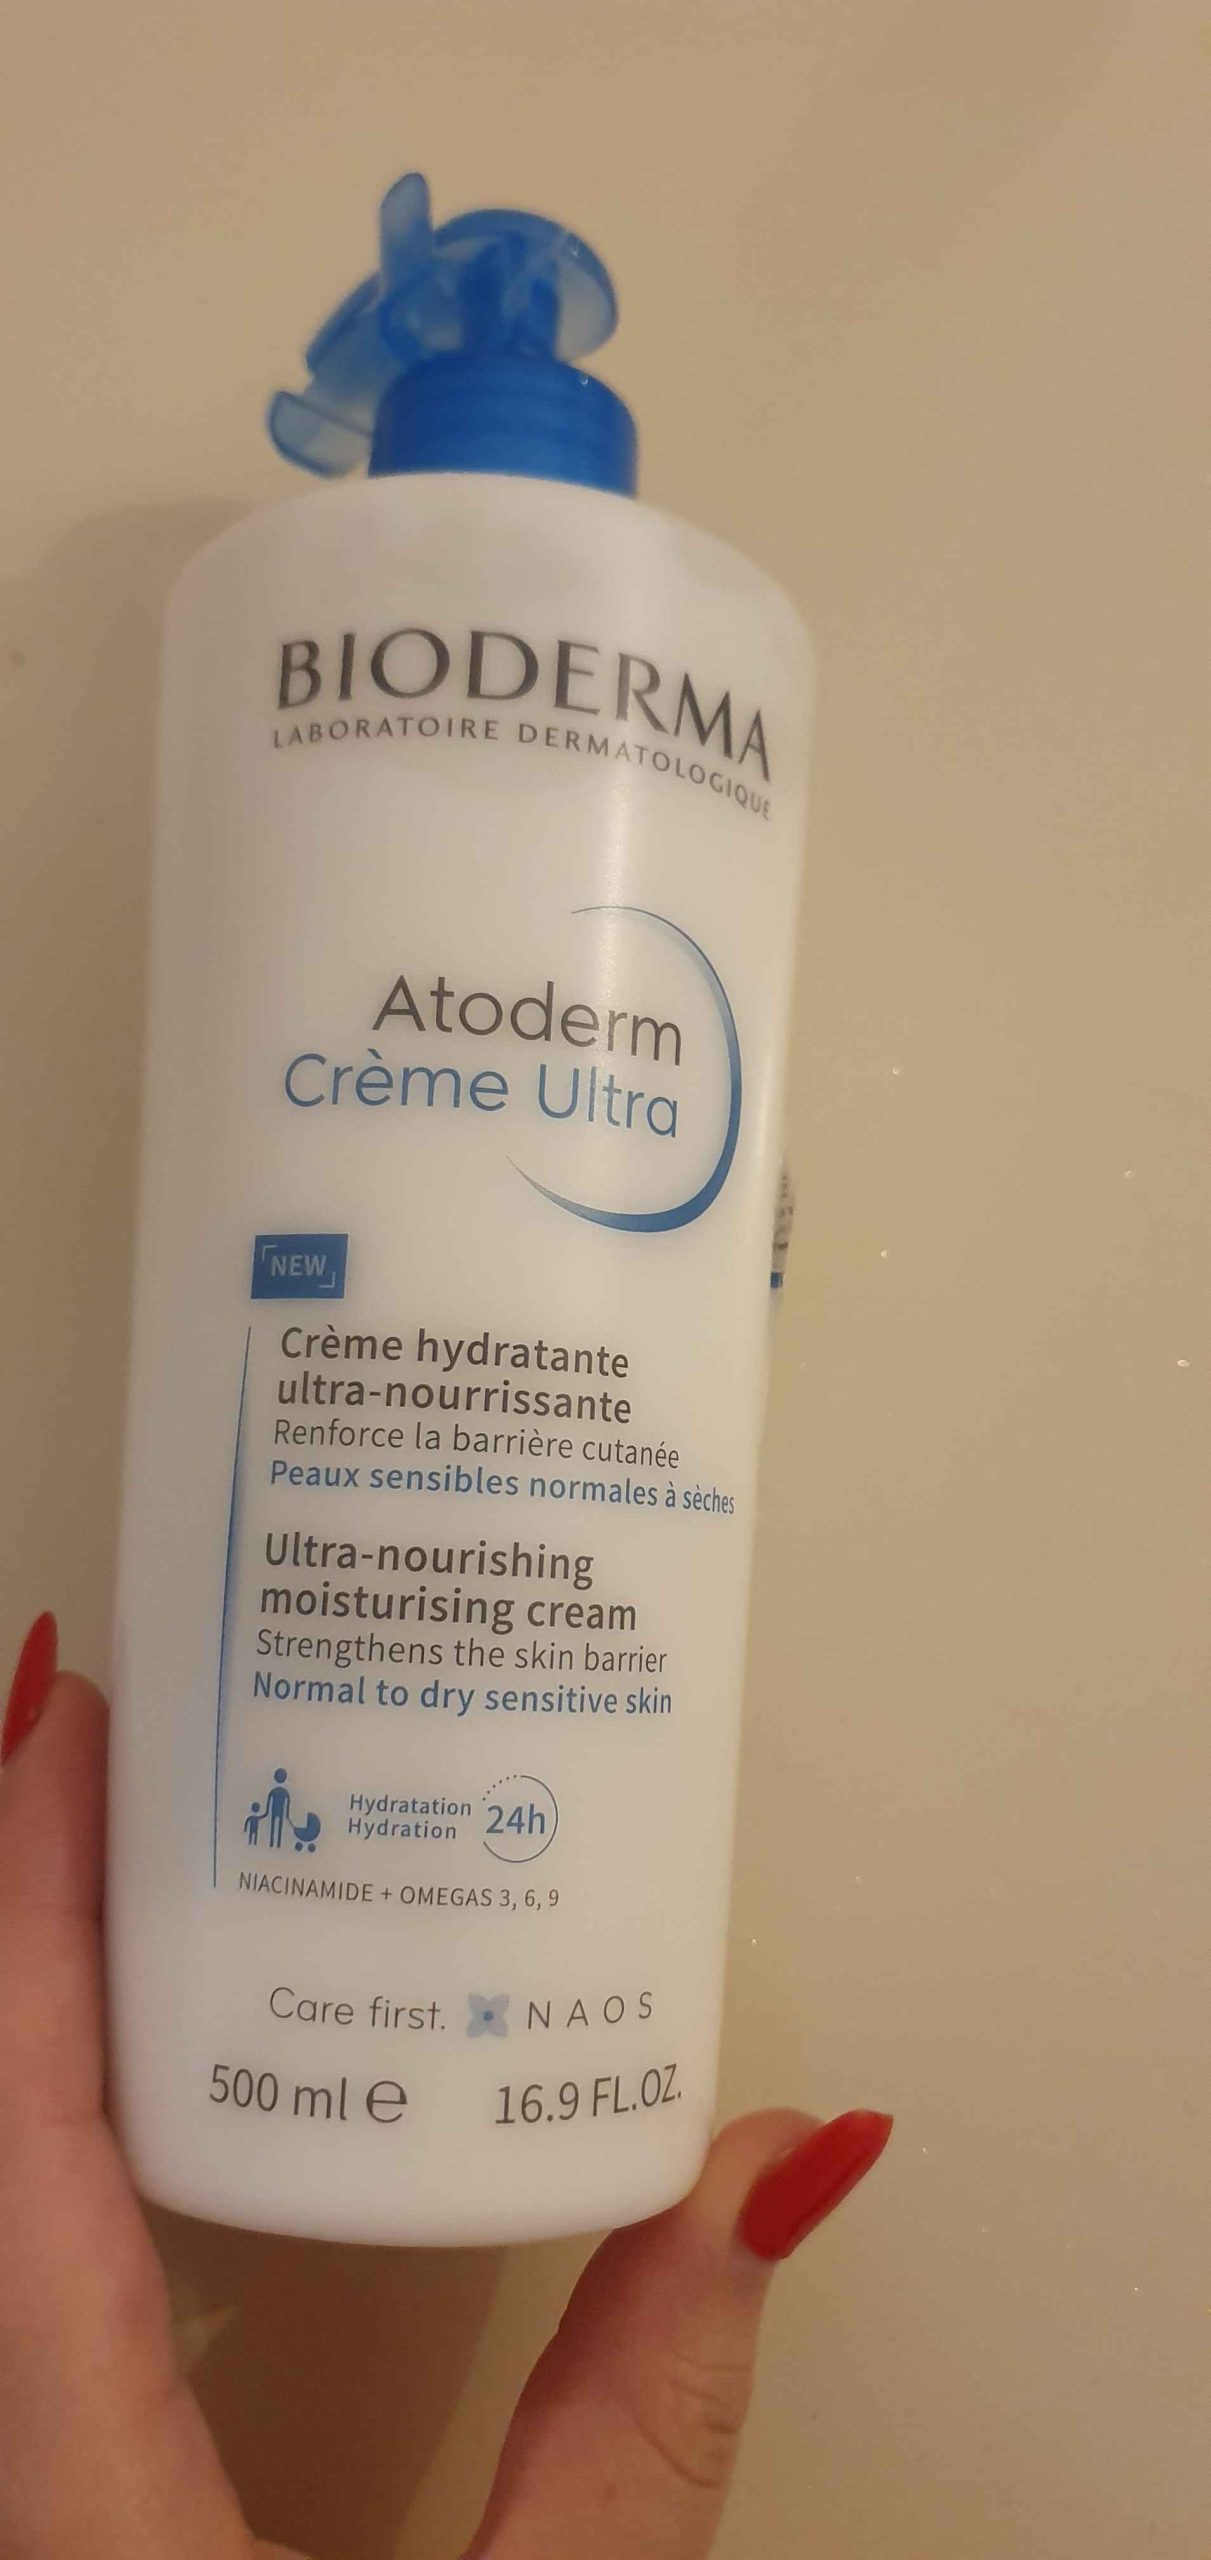 BIODERMA
LABORATOIRE DERMATOLOGIQUE
Atoderm
Crème Ultra
NEW
Crème hydratante
ultra-nourrissante
Renforce la barrière cutanée
Peaux sensibles normales à sèches
Ultra-nourishing
moisturising cream
Strengthens the skin barrier
Normal to dry sensitive skin
Hydratation
Hydration
24h
NIACINAMIDE + OMEGAS 3, 6, 9
Care first. NAOS
500 ml e 16.9 FL.OZ.